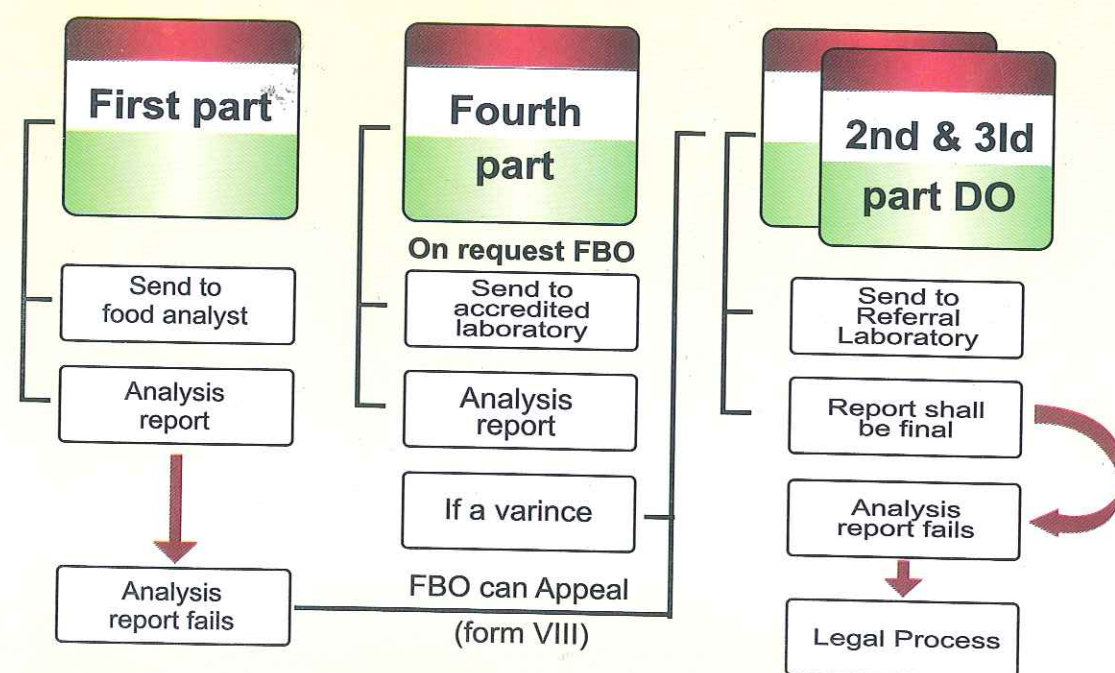 First part
Send to
food analyst
Analysis
report
Analysis
report fails
Fourth
part
On request FBO
Send to
accredited
laboratory
Analysis
report
If a varince
FBO can Appeal
(form VIII)
2nd & 3ld
part DO
Send to
Referral
Laboratory
Report shall
be final
Analysis
report fails
Legal Process